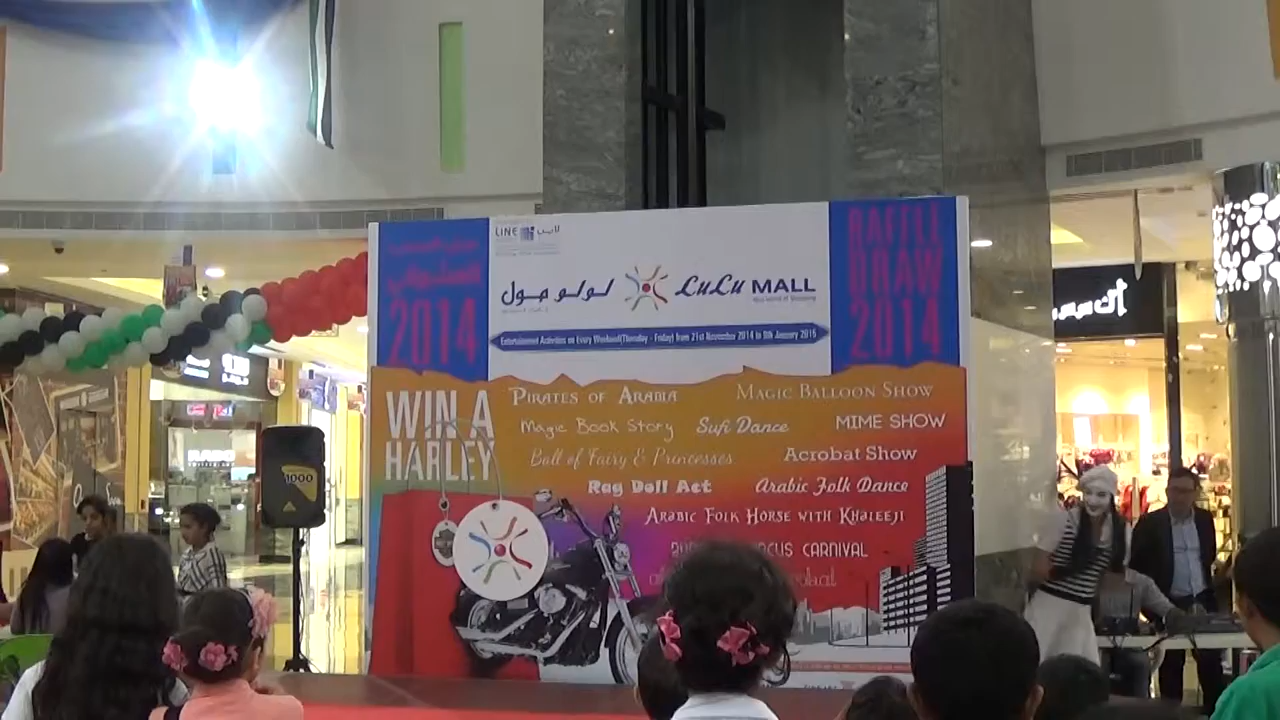 2014
LINE لاين
لولو مول
LuLu MALL
RAFFLE
DRAW
2014
Entertainment Activities on Every Weekend(Thursday - Friday) from 21st November 2014 to 9th January 2015
WIN A
HARLEY
PIRATES OF ARABIA
MAGIC BALLOON SHOW
Magic Book Story
Sufi Dance
MIME SHOW
Ball of Fairy & Princesses
Acrobat Show
Rag Doll Act
Arabic Folk Dance
ARABIC FOLK HORSE WITH KHALEEJI
CARNIVAL
1000